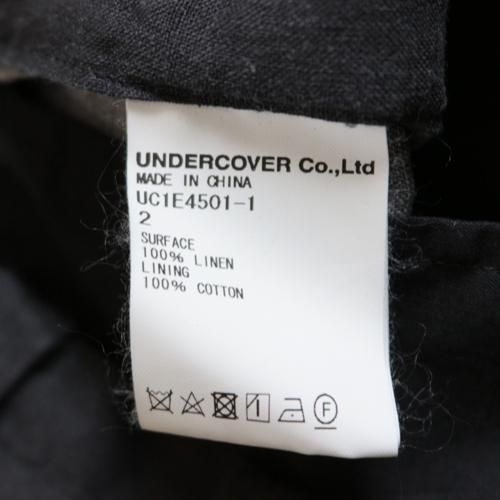 UNDERCOVER Co.,Ltd
MADE IN CHINA
UC1E4501-1
2
SURFACE
100% LINEN
LINING
100% COTTON
F